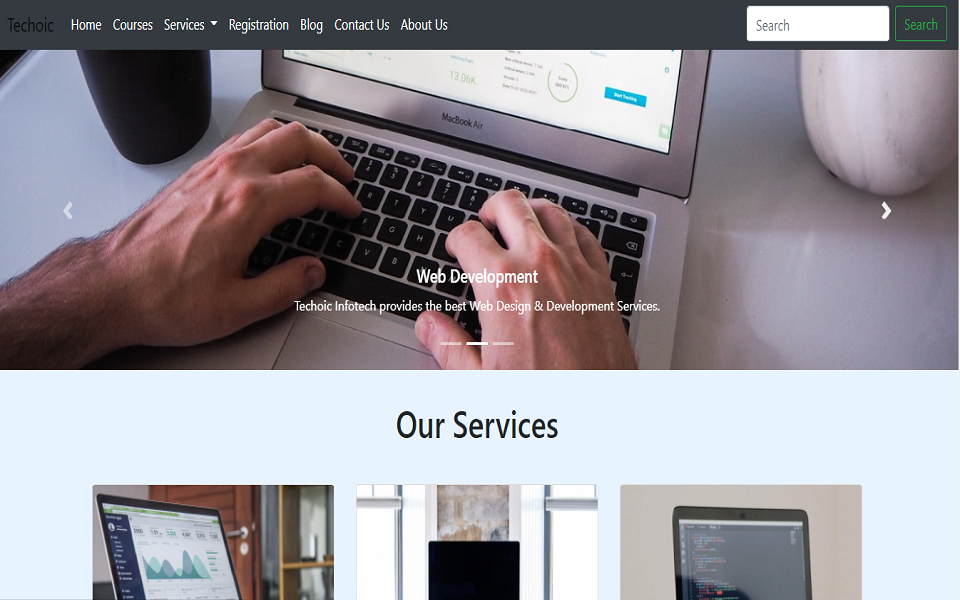 Techoic Home Courses Services Registration Blog Contact Us About Us Search Search
13.06K
Start Tracking
MacBook Air
Web Development
Techoic Infotech provides the best Web Design & Development Services.
Our Services